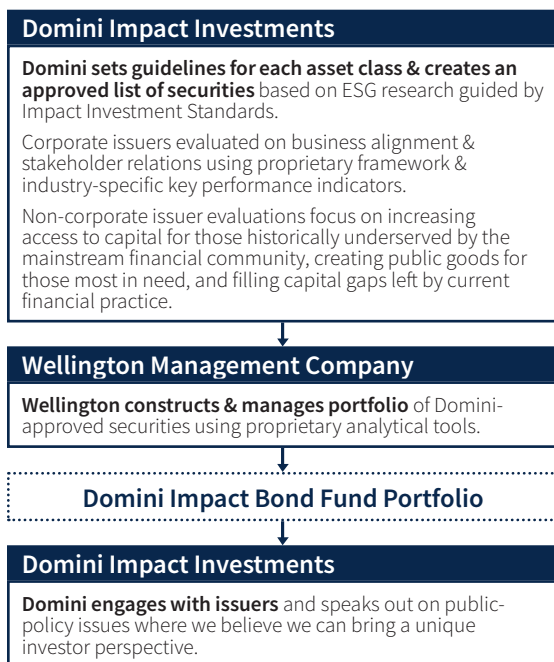 Domini Impact Investments
Domini sets guidelines for each asset class & creates an
approved list of securities based on ESG research guided by
Impact Investment Standards.
Corporate issuers evaluated on business alignment &
stakeholder relations using proprietary framework &
industry-specific key performance indicators.
Non-corporate issuer evaluations focus on increasing
access to capital for those historically underserved by the
mainstream financial community, creating public goods for
those most in need, and filling capital gaps left by current
financial practice.
Wellington Management Company
Wellington constructs & manages portfolio of Domini-
approved securities using proprietary analytical tools.
Domini Impact Bond Fund Portfolio
Domini Impact Investments
Domini engages with issuers and speaks out on public-
policy issues where we believe we can bring a unique
investor perspective.